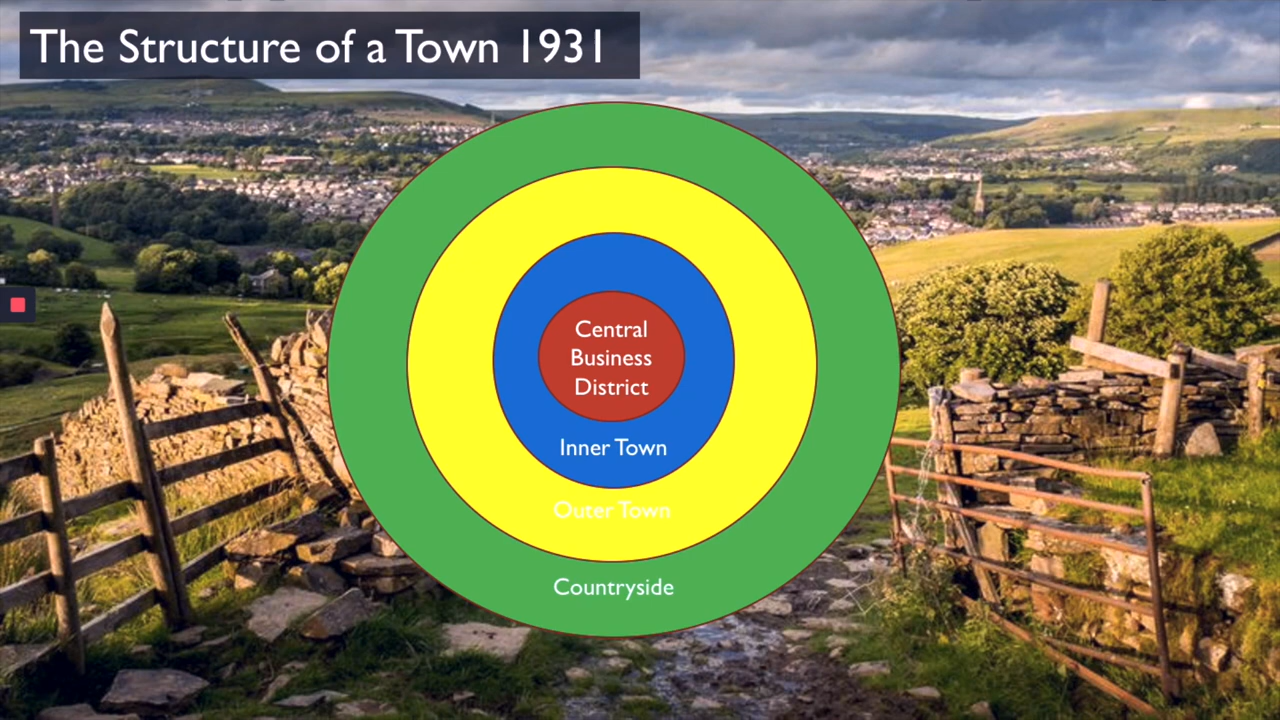 The Structure of a Town 1931
Central
Business
District
Inner Town
Outer Town
Countryside